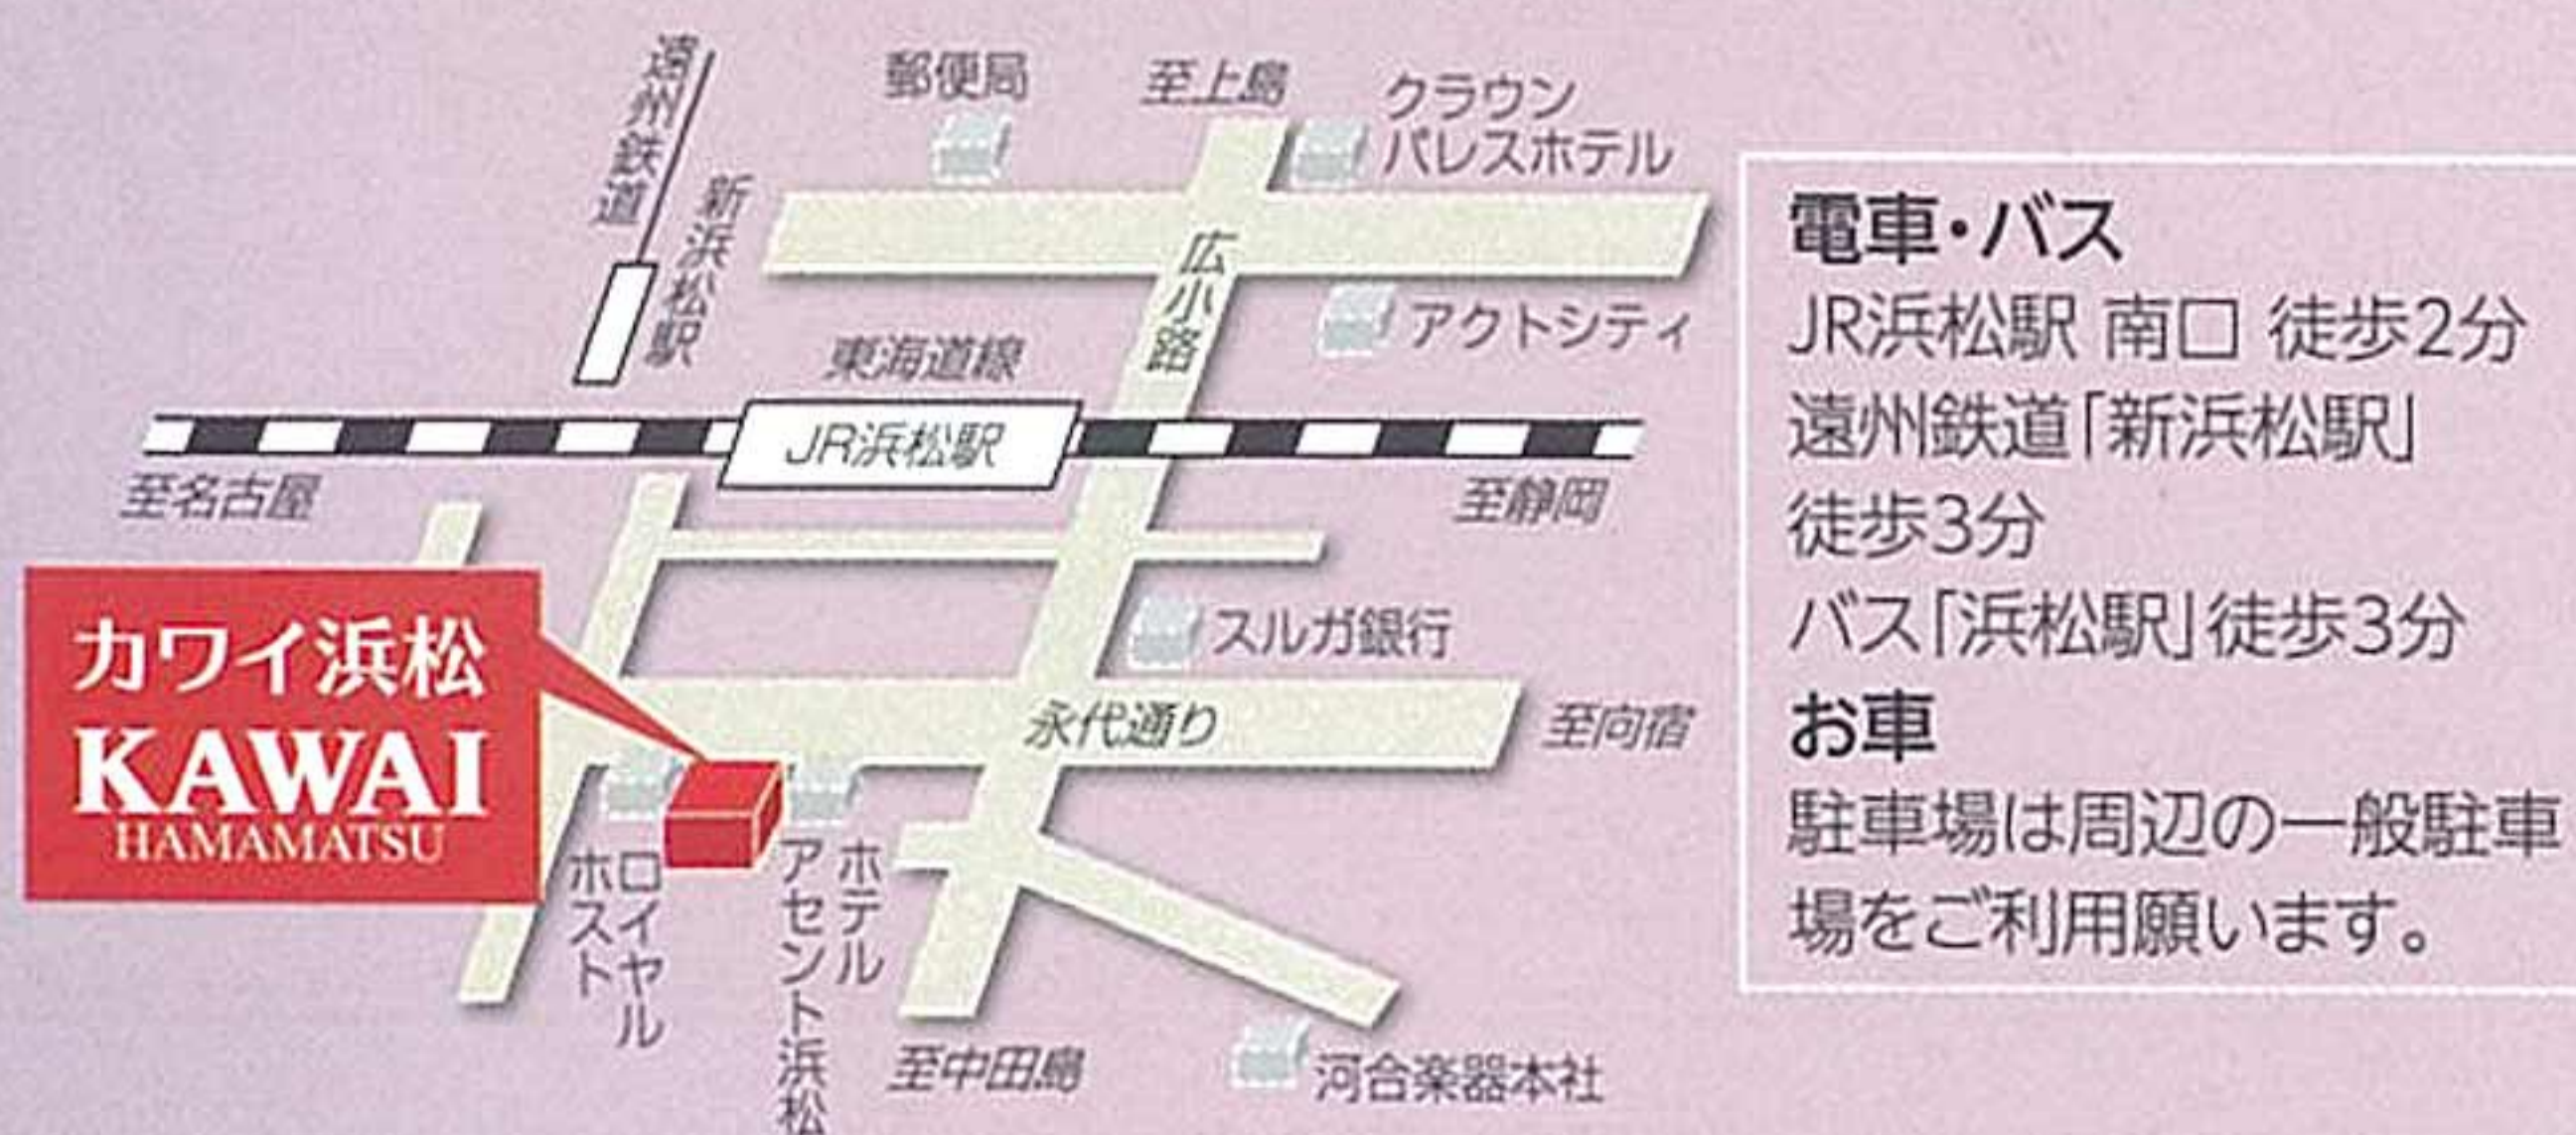 遠州鉄道
郵便局
至上島
クラウン
パレスホテル
新浜松駅
広小路
アクトシティ
東海道線
JR浜松駅
至名古屋
至静岡
カワイ浜松
KAWAI
HAMAMATSU
スルガ銀行
永代通り
至向宿
ロイヤル
ホスト
ホテル
アセント浜松
至中田島
河合楽器本社
電車・バス
JR浜松駅 南口 徒歩2分
遠州鉄道「新浜松駅」
徒歩3分
バス「浜松駅」徒歩3分
お車
駐車場は周辺の一般駐車
場をご利用願います。